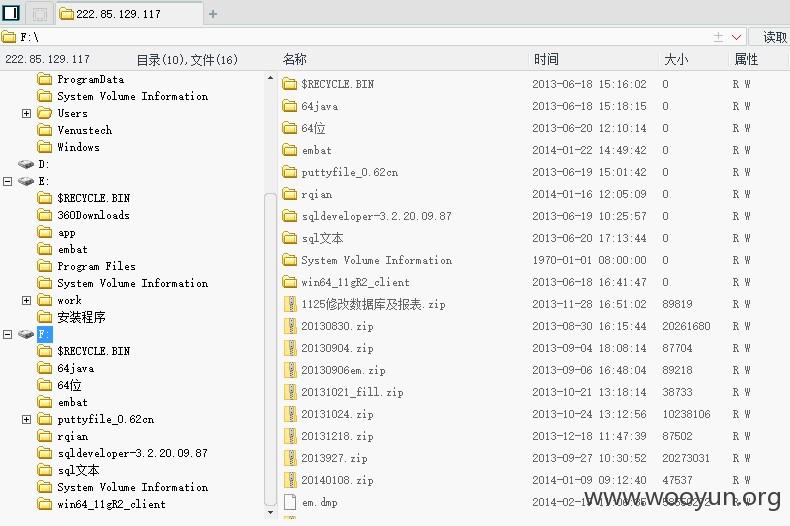 222.85.129.117
F:\
读取
222.85.129.117 目录(10),文件(16)
ProgramData
System Volume Information
Users
Venustech
Windows
D:
E:
$RECYCLE.BIN
360Downloads
app
embat
Program Files
System Volume Information
work
安装程序
F:
$RECYCLE.BIN
64java
64位
embat
puttyfile_0.62cn
rqian
sqldeveloper-3.2.20.09.87
sql文本
System Volume Information
win64_11gR2_client
名称 时间 大小 属性
$RECYCLE.BIN 2013-06-18 15:16:02 0 R W
64java 2013-06-18 15:18:15 0 R W
64位 2013-06-20 12:10:14 0 R W
embat 2014-01-22 14:49:42 0 R W
puttyfile_0.62cn 2013-06-19 15:01:42 0 R W
rqian 2014-01-16 12:05:09 0 R W
sqldeveloper-3.2.20.09.87 2013-06-19 10:25:57 0 R W
sql文本 2013-06-20 17:13:44 0 R W
System Volume Information 1970-01-01 08:00:00 0 R W
win64_11gR2_client 2013-06-18 16:41:47 0 R W
1125修改数据库及报表.zip 2013-11-28 16:51:02 89819 R W
20130830.zip 2013-08-30 16:15:44 20261680 R W
20130904.zip 2013-09-04 18:08:14 87704 R W
20130906em.zip 2013-09-06 16:48:04 89218 R W
20131021_fill.zip 2013-10-21 13:18:14 38733 R W
20131024.zip 2013-10-24 13:12:56 10238106 R W
20131218.zip 2013-12-18 11:47:39 87502 R W
2013927.zip 2013-09-27 10:30:52 20273031 R W
20140108.zip 2014-01-09 09:12:40 47537 R W
em.dmp R W
www.wooyun.org